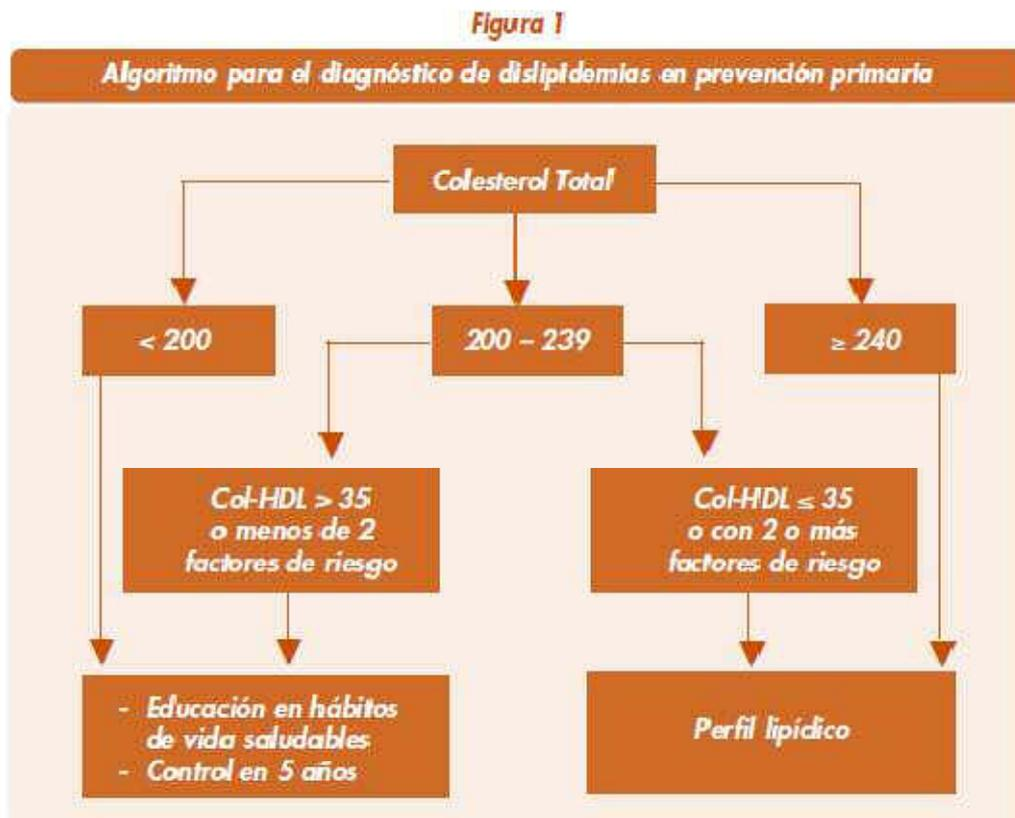 Figura 1
Algoritmo para el diagnóstico de dislipidemias en prevención primaria
Colesterol Total
< 200
200 – 239
≥ 240
Col-HDL > 35
o menos de 2
factores de riesgo
Col-HDL ≤ 35
o con 2 o más
factores de riesgo
- Educación en hábitos
de vida saludables
- Control en 5 años
Perfil lipídico